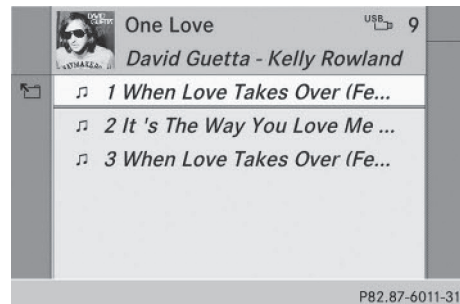 One Love USB 9
David Guetta - Kelly Rowland
1 When Love Takes Over (Fe...
2 It 's The Way You Love Me ...
3 When Love Takes Over (Fe...
P82.87-6011-31